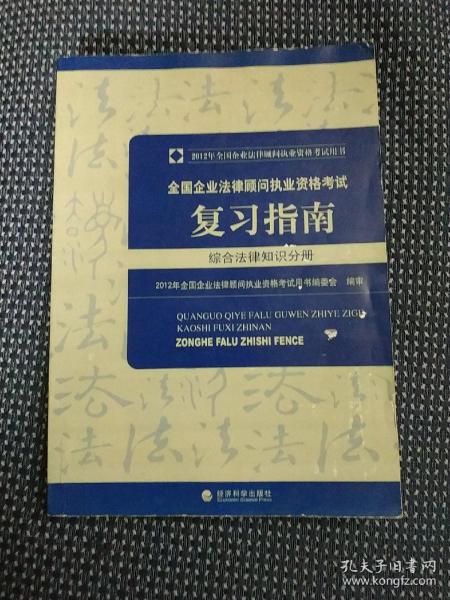 2012年全国企业法律顾问执业资格考试用书
全国企业法律顾问执业资格考试
复习指南
综合法律知识分册
2012年全国企业法律顾问执业资格考试用书编委会 编审
QUANGUO QIYE FALU GUWEN ZHIYE ZIGE
KAOSHI FUXI ZHINAN
ZONGHE FALU ZHISHI FENCE
经济科学出版社
Economic Science Press
孔夫子旧书网
www.kongfz.com